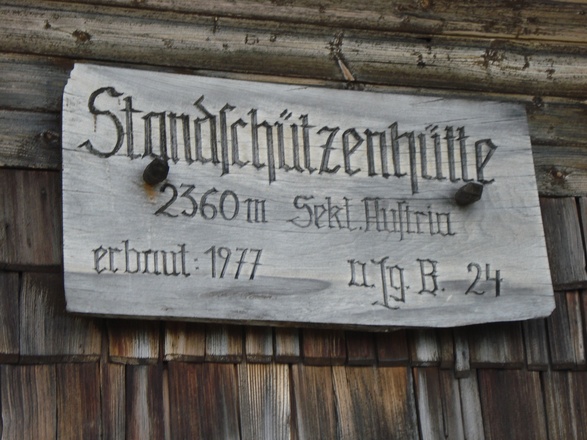 Standschützenhütte
2360 m Sekt. Austria
erbaut: 1977 v. Jg. B. 24